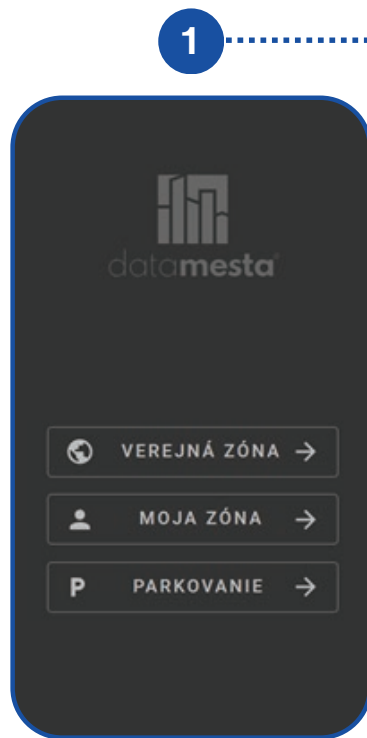 1
datamesta®
VEREJNÁ ZÓNA
MOJA ZÓNA
P PARKOVANIE